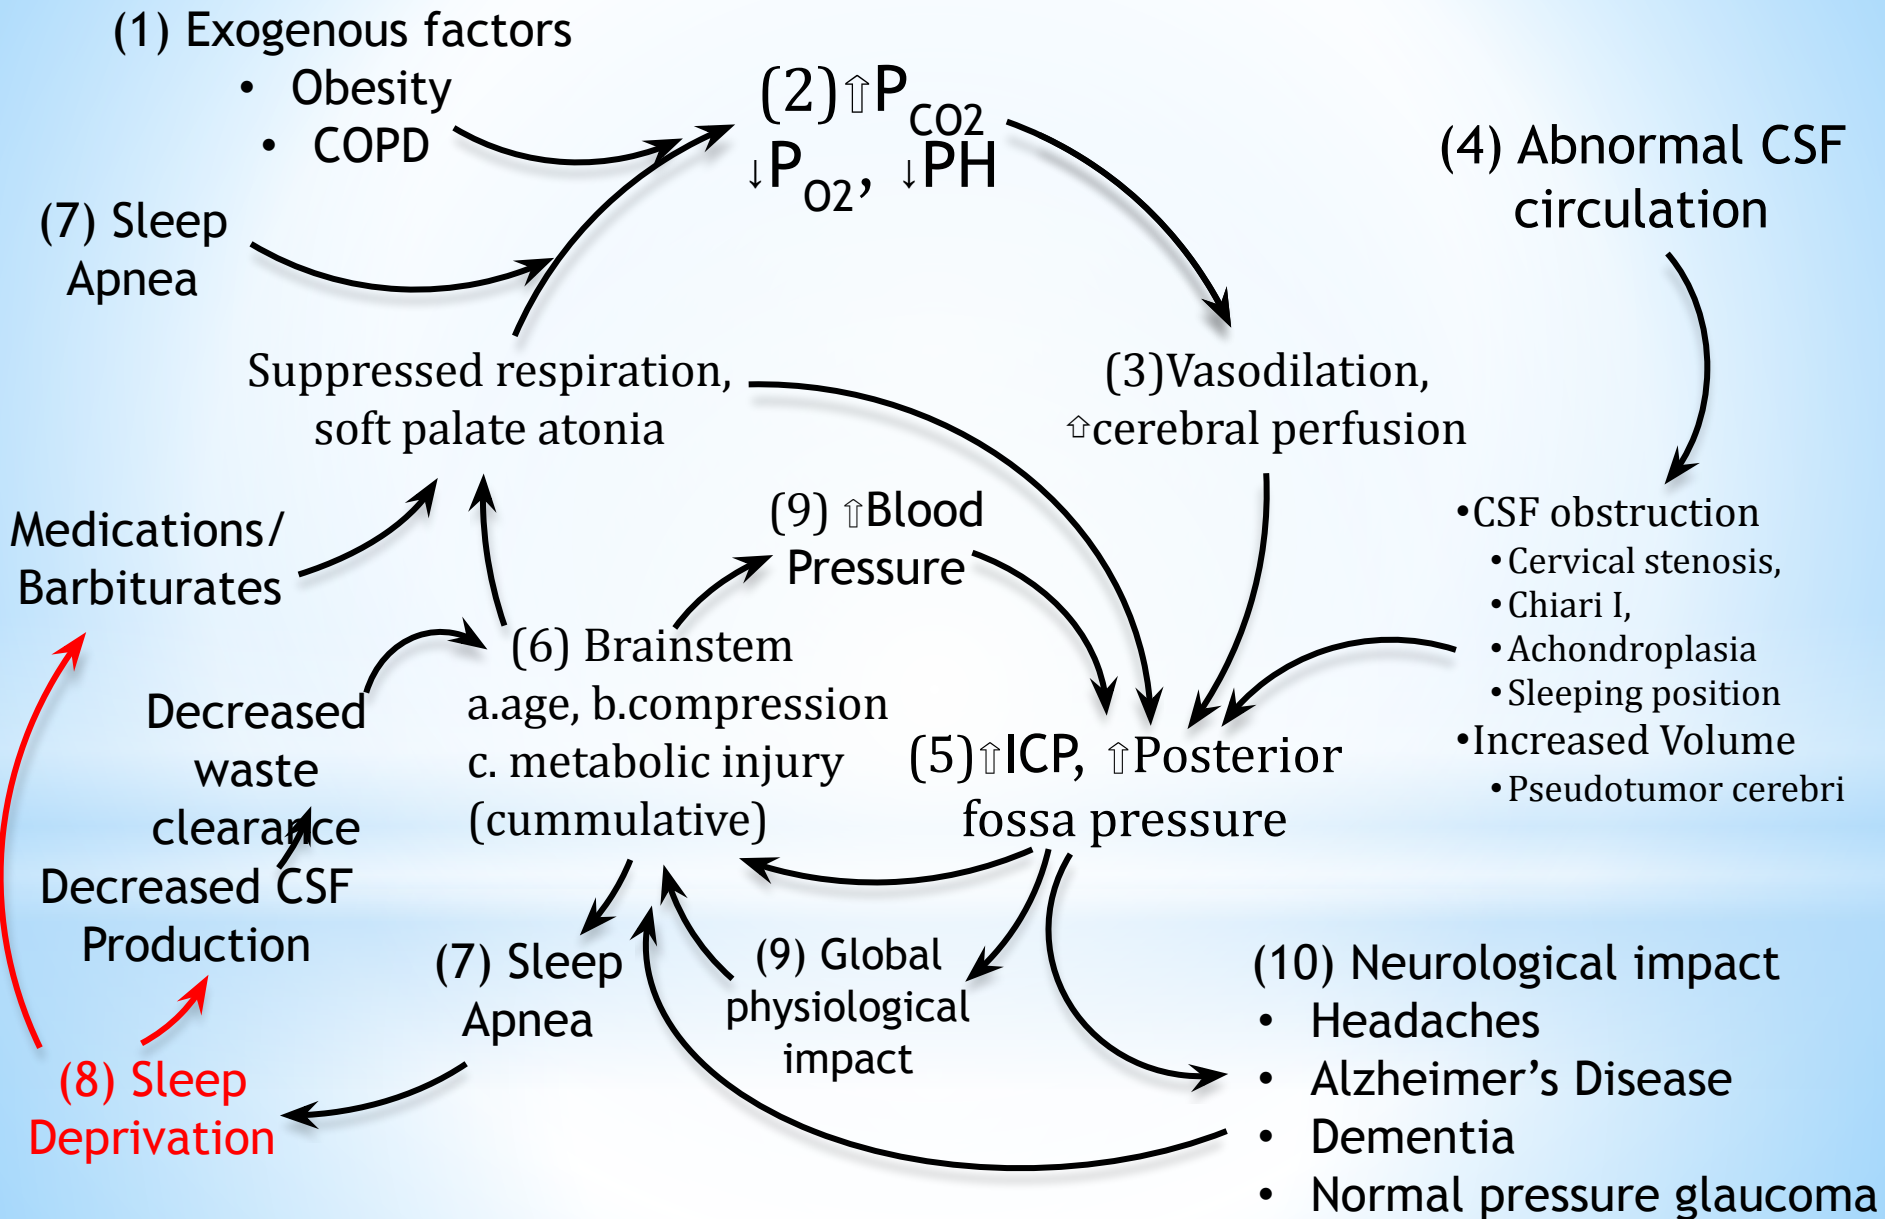 (1) Exogenous factors
• Obesity
• COPD
(2)⇧P CO2
↓P O2, ↓PH
(4) Abnormal CSF
circulation
(7) Sleep
Apnea
Suppressed respiration,
soft palate atonia
(3)Vasodilation,
⇧cerebral perfusion
Medications/
Barbiturates
(9) ⇧Blood
Pressure
•CSF obstruction
•Cervical stenosis,
•Chiari I,
•Achondroplasia
•Sleeping position
•Increased Volume
•Pseudotumor cerebri
(6) Brainstem
a.age, b.compression
c. metabolic injury
(cummulative)
Decreased
waste
clearance
(5)⇧ICP, ⇧Posterior
fossa pressure
Decreased CSF
Production
(7) Sleep
Apnea
(9) Global
physiological
impact
(10) Neurological impact
• Headaches
• Alzheimer’s Disease
• Dementia
• Normal pressure glaucoma
(8) Sleep
Deprivation